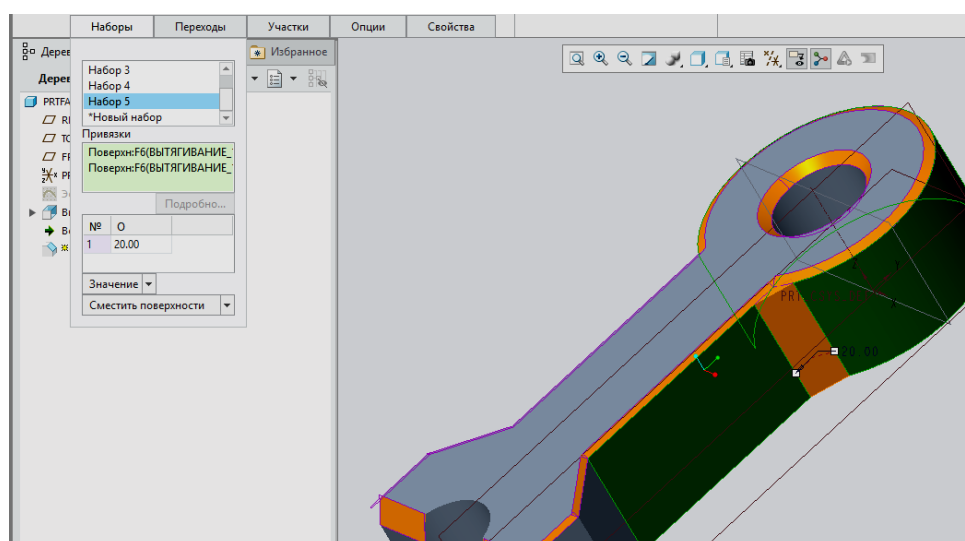 Наборы Переходы Участки Опции Свойства
Дерев
Избранное
Дерев
Набор 3
Набор 4
Набор 5
*Новый набор
PRTFA
Привязки
Поверхн:F6(ВЫТЯГИВАНИЕ_
Поверхн:F6(ВЫТЯГИВАНИЕ_
Подробно...
№ O
1 20.00
Значение
Сместить поверхности
20.00